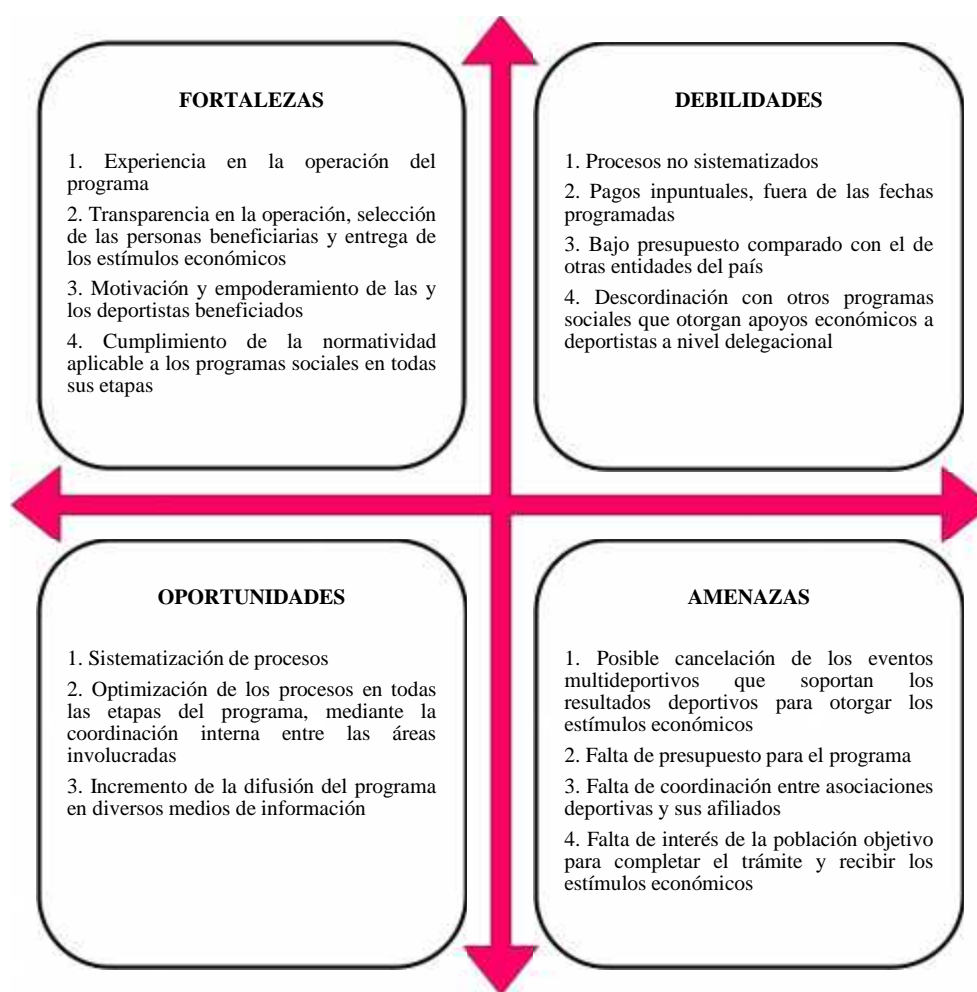 FORTALEZAS
1. Experiencia en la operación del
programa
2. Transparencia en la operación, selección
de las personas beneficiarias y entrega de
los estímulos económicos
3. Motivación y empoderamiento de las y
los deportistas beneficiados
4. Cumplimiento de la normatividad
aplicable a los programas sociales en todas
sus etapas
DEBILIDADES
1. Procesos no sistematizados
2. Pagos inpuntuales, fuera de las fechas
programadas
3. Bajo presupuesto comparado con el de
otras entidades del país
4. Descordinación con otros programas
sociales que otorgan apoyos económicos a
deportistas a nivel delegacional
OPORTUNIDADES
1. Sistematización de procesos
2. Optimización de los procesos en todas
las etapas del programa, mediante la
coordinación interna entre las áreas
involucradas
3. Incremento de la difusión del programa
en diversos medios de información
AMENAZAS
1. Posible cancelación de los eventos
multideportivos que soportan los
resultados deportivos para otorgar los
estímulos económicos
2. Falta de presupuesto para el programa
3. Falta de coordinación entre asociaciones
deportivas y sus afiliados
4. Falta de interés de la población objetivo
para completar el trámite y recibir los
estímulos económicos